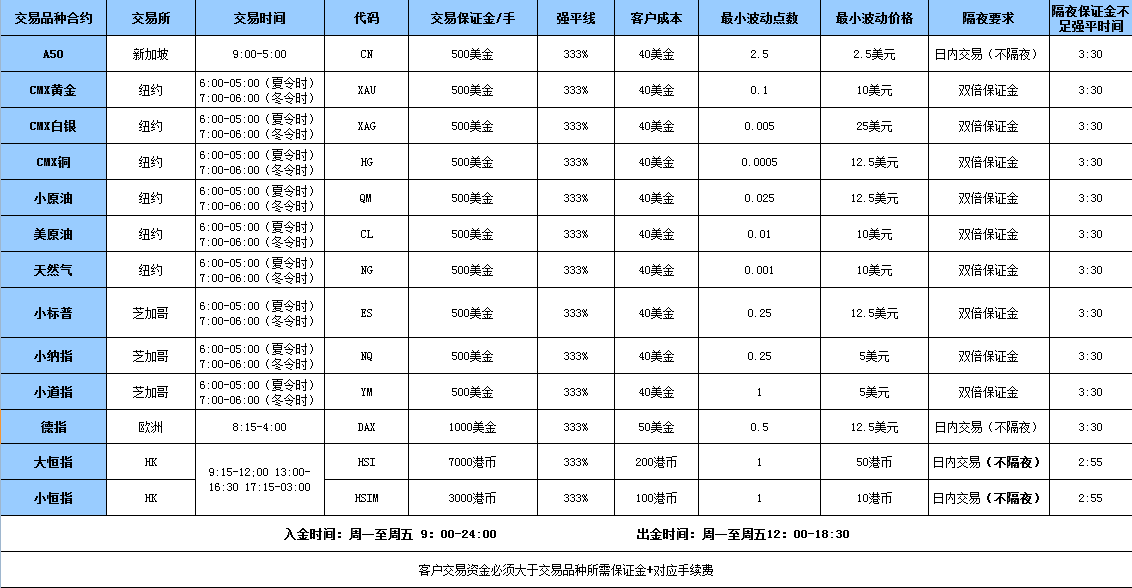 交易品种合约 交易所 交易时间 代码 交易保证金/手 强平线 客户成本 最小波动点数 最小波动价格 隔夜要求 隔夜保证金不足强平时间
A50 新加坡 9:00-5:00 CN 500美金 333% 40美金 2.5 2.5美元 日内交易（不隔夜） 3:30
CMX黄金 纽约 6:00-05:00（夏令时） 7:00-06:00（冬令时） XAU 500美金 333% 40美金 0.1 10美元 双倍保证金 3:30
CMX白银 纽约 6:00-05:00（夏令时） 7:00-06:00（冬令时） XAG 500美金 333% 40美金 0.005 25美元 双倍保证金 3:30
CMX铜 纽约 6:00-05:00（夏令时） 7:00-06:00（冬令时） HG 500美金 333% 40美金 0.0005 12.5美元 双倍保证金 3:30
小原油 纽约 6:00-05:00（夏令时） 7:00-06:00（冬令时） QM 500美金 333% 40美金 0.025 12.5美元 双倍保证金 3:30
美原油 纽约 6:00-05:00（夏令时） 7:00-06:00（冬令时） CL 500美金 333% 40美金 0.01 10美元 双倍保证金 3:30
天然气 纽约 6:00-05:00（夏令时） 7:00-06:00（冬令时） NG 500美金 333% 40美金 0.001 10美元 双倍保证金 3:30
小标普 芝加哥 6:00-05:00（夏令时） 7:00-06:00（冬令时） ES 500美金 333% 40美金 0.25 12.5美元 双倍保证金 3:30
小纳指 芝加哥 6:00-05:00（夏令时） 7:00-06:00（冬令时） NQ 500美金 333% 40美金 0.25 5美元 双倍保证金 3:30
小道指 芝加哥 6:00-05:00（夏令时） 7:00-06:00（冬令时） YM 500美金 333% 40美金 1 5美元 双倍保证金 3:30
德指 欧洲 8:15-4:00 DAX 1000美金 333% 50美金 0.5 12.5美元 日内交易（不隔夜） 3:30
大恒指 HK 9:15-12;00 13:00-16:30 17:15-03:00 HSI 7000港币 333% 200港币 1 50港币 日内交易（不隔夜） 2:55
小恒指 HK HSIM 3000港币 333% 100港币 1 10港币 日内交易（不隔夜） 2:55
入金时间：周一至周五 9：00-24:00 出金时间：周一至周五12：00-18:30
客户交易资金必须大于交易品种所需保证金+对应手续费